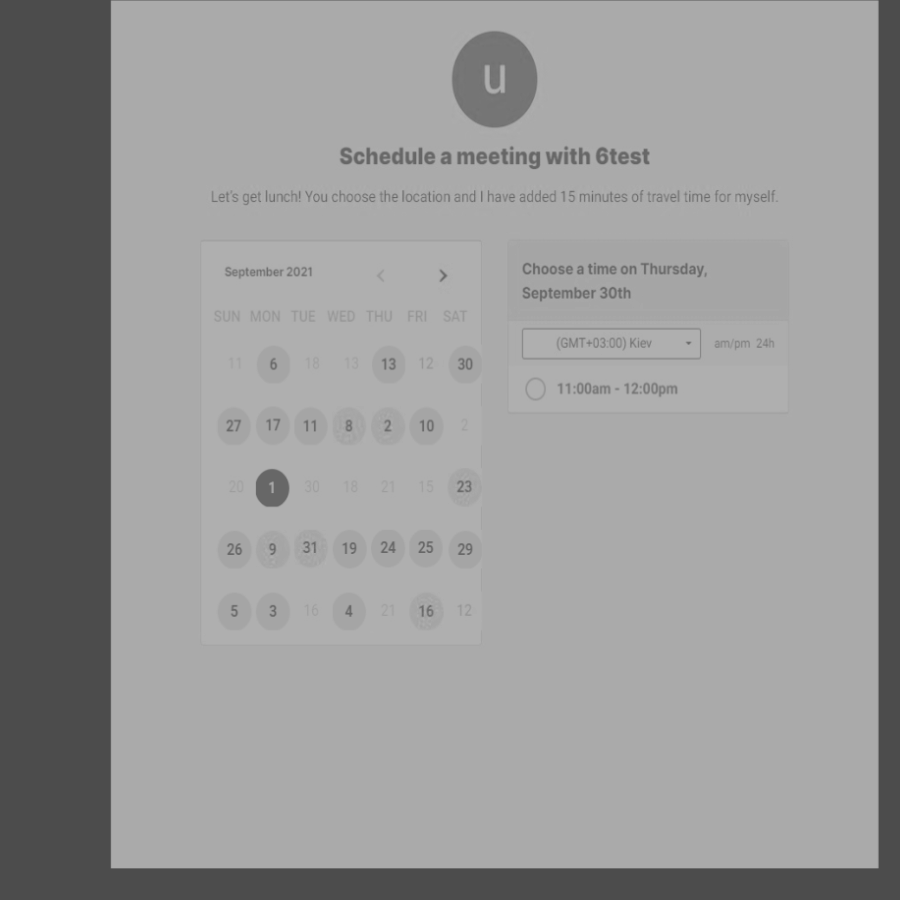 u
Schedule a meeting with 6test
Let's get lunch! You choose the location and I have added 15 minutes of travel time for myself.
September 2021
SUN MON TUE WED THU FRI SAT
11 6 18 13 13 12 30
27 17 11 8 2 10 2
20 1 30 18 21 15 23
26 9 31 19 24 25 29
5 3 16 4 21 16 12
Choose a time on Thursday,
September 30th
(GMT+03:00) Kiev am/pm 24h
11:00am - 12:00pm